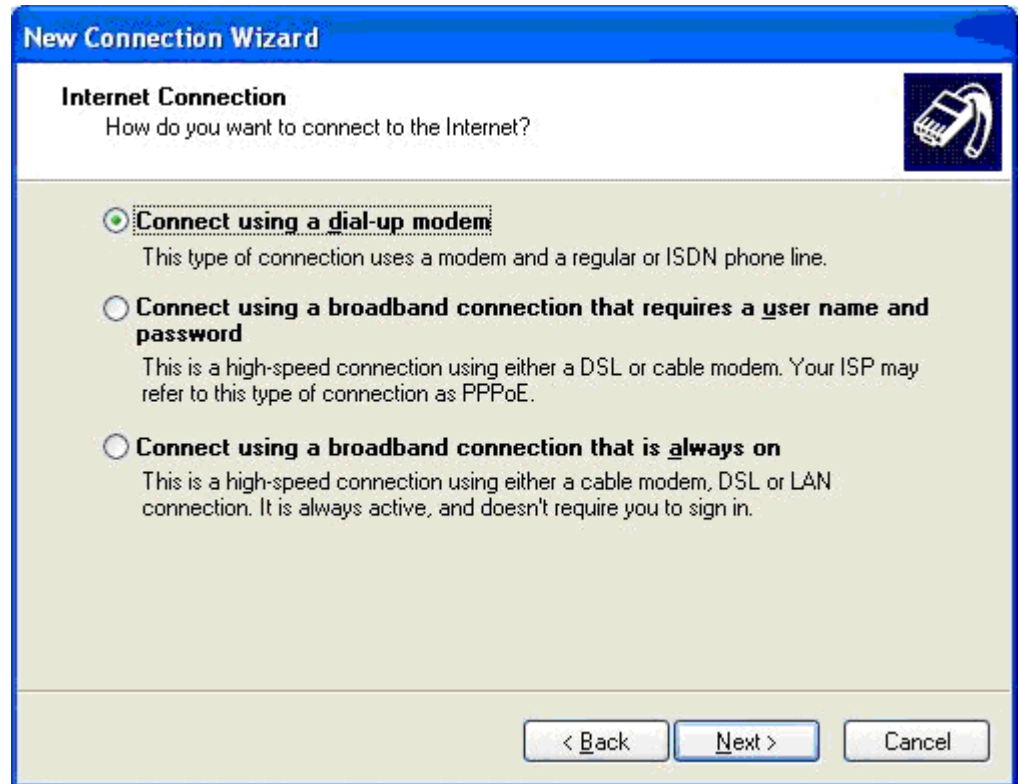 New Connection Wizard
Internet Connection
How do you want to connect to the Internet?
Connect using a dial-up modem
This type of connection uses a modem and a regular or ISDN phone line.
Connect using a broadband connection that requires a user name and
password
This is a high-speed connection using either a DSL or cable modem. Your ISP may
refer to this type of connection as PPPoE.
Connect using a broadband connection that is always on
This is a high-speed connection using either a cable modem, DSL or LAN
connection. It is always active, and doesn't require you to sign in.
< Back Next > Cancel